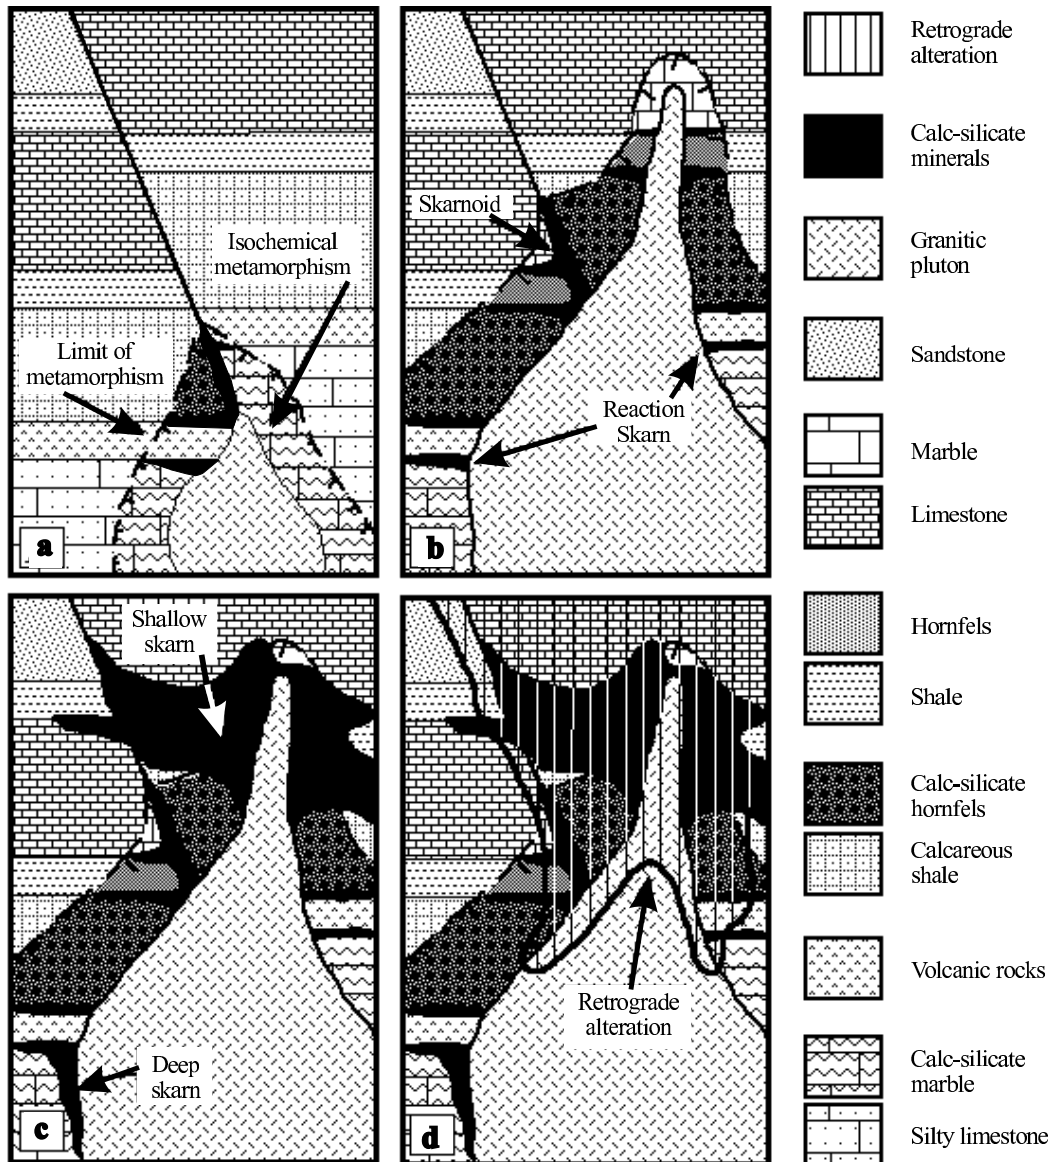 Isochemical
metamorphism
Limit of
metamorphism
a
Skarnoid
Reaction
Skarn
b
Shallow
skarn
Deep
skarn
c
Retrograde
alteration
d
Retrograde
alteration
Calc-silicate
minerals
Granitic
pluton
Sandstone
Marble
Limestone
Hornfels
Shale
Calc-silicate
hornfels
Calcareous
shale
Volcanic rocks
Calc-silicate
marble
Silty limestone